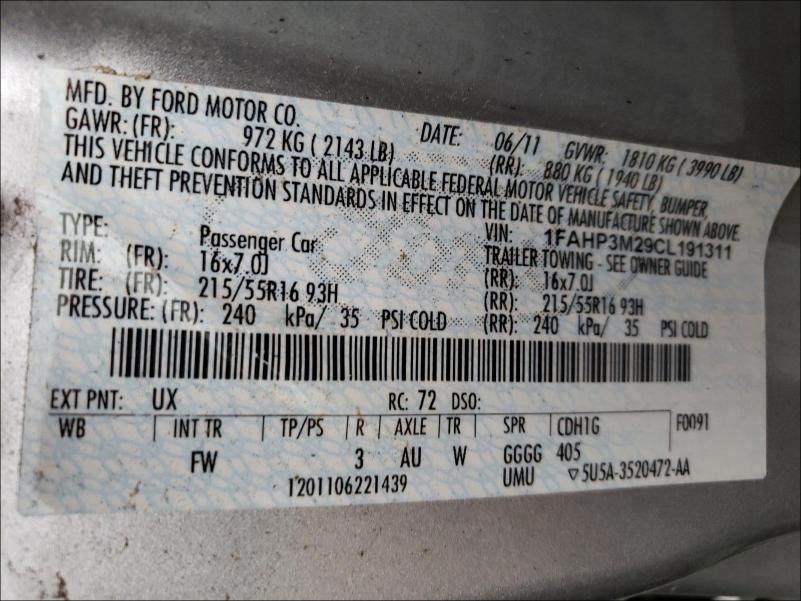 MFD. BY FORD MOTOR CO. DATE: 06/11 GVWR: 1810 KG ( 3990 LB)
GAWR: (FR): 972 KG ( 2143 LB) (RR): 880 KG ( 1940 LB)
THIS VEHICLE CONFORMS TO ALL APPLICABLE FEDERAL MOTOR VEHICLE SAFETY, BUMPER,
AND THEFT PREVENTION STANDARDS IN EFFECT ON THE DATE OF MANUFACTURE SHOWN ABOVE.
VIN: 1FAHP3M29CL191311
TYPE: Passenger Car TRAILER TOWING - SEE OWNER GUIDE
RIM: (FR): 16x7.0J (RR): 16x7.0J
TIRE: (FR): 215/55R16 93H (RR): 215/55R16 93H
PRESSURE: (FR): 240 kPa/ 35 PSI COLD (RR): 240 kPa/ 35 PSI COLD
EXT PNT: UX RC: 72 DSO:
WB INT TR TP/PS R AXLE TR SPR CDH1G F0091
FW 3 AU W GGGG 405
1201106221439 UMU ▽5U5A-3520472-AA